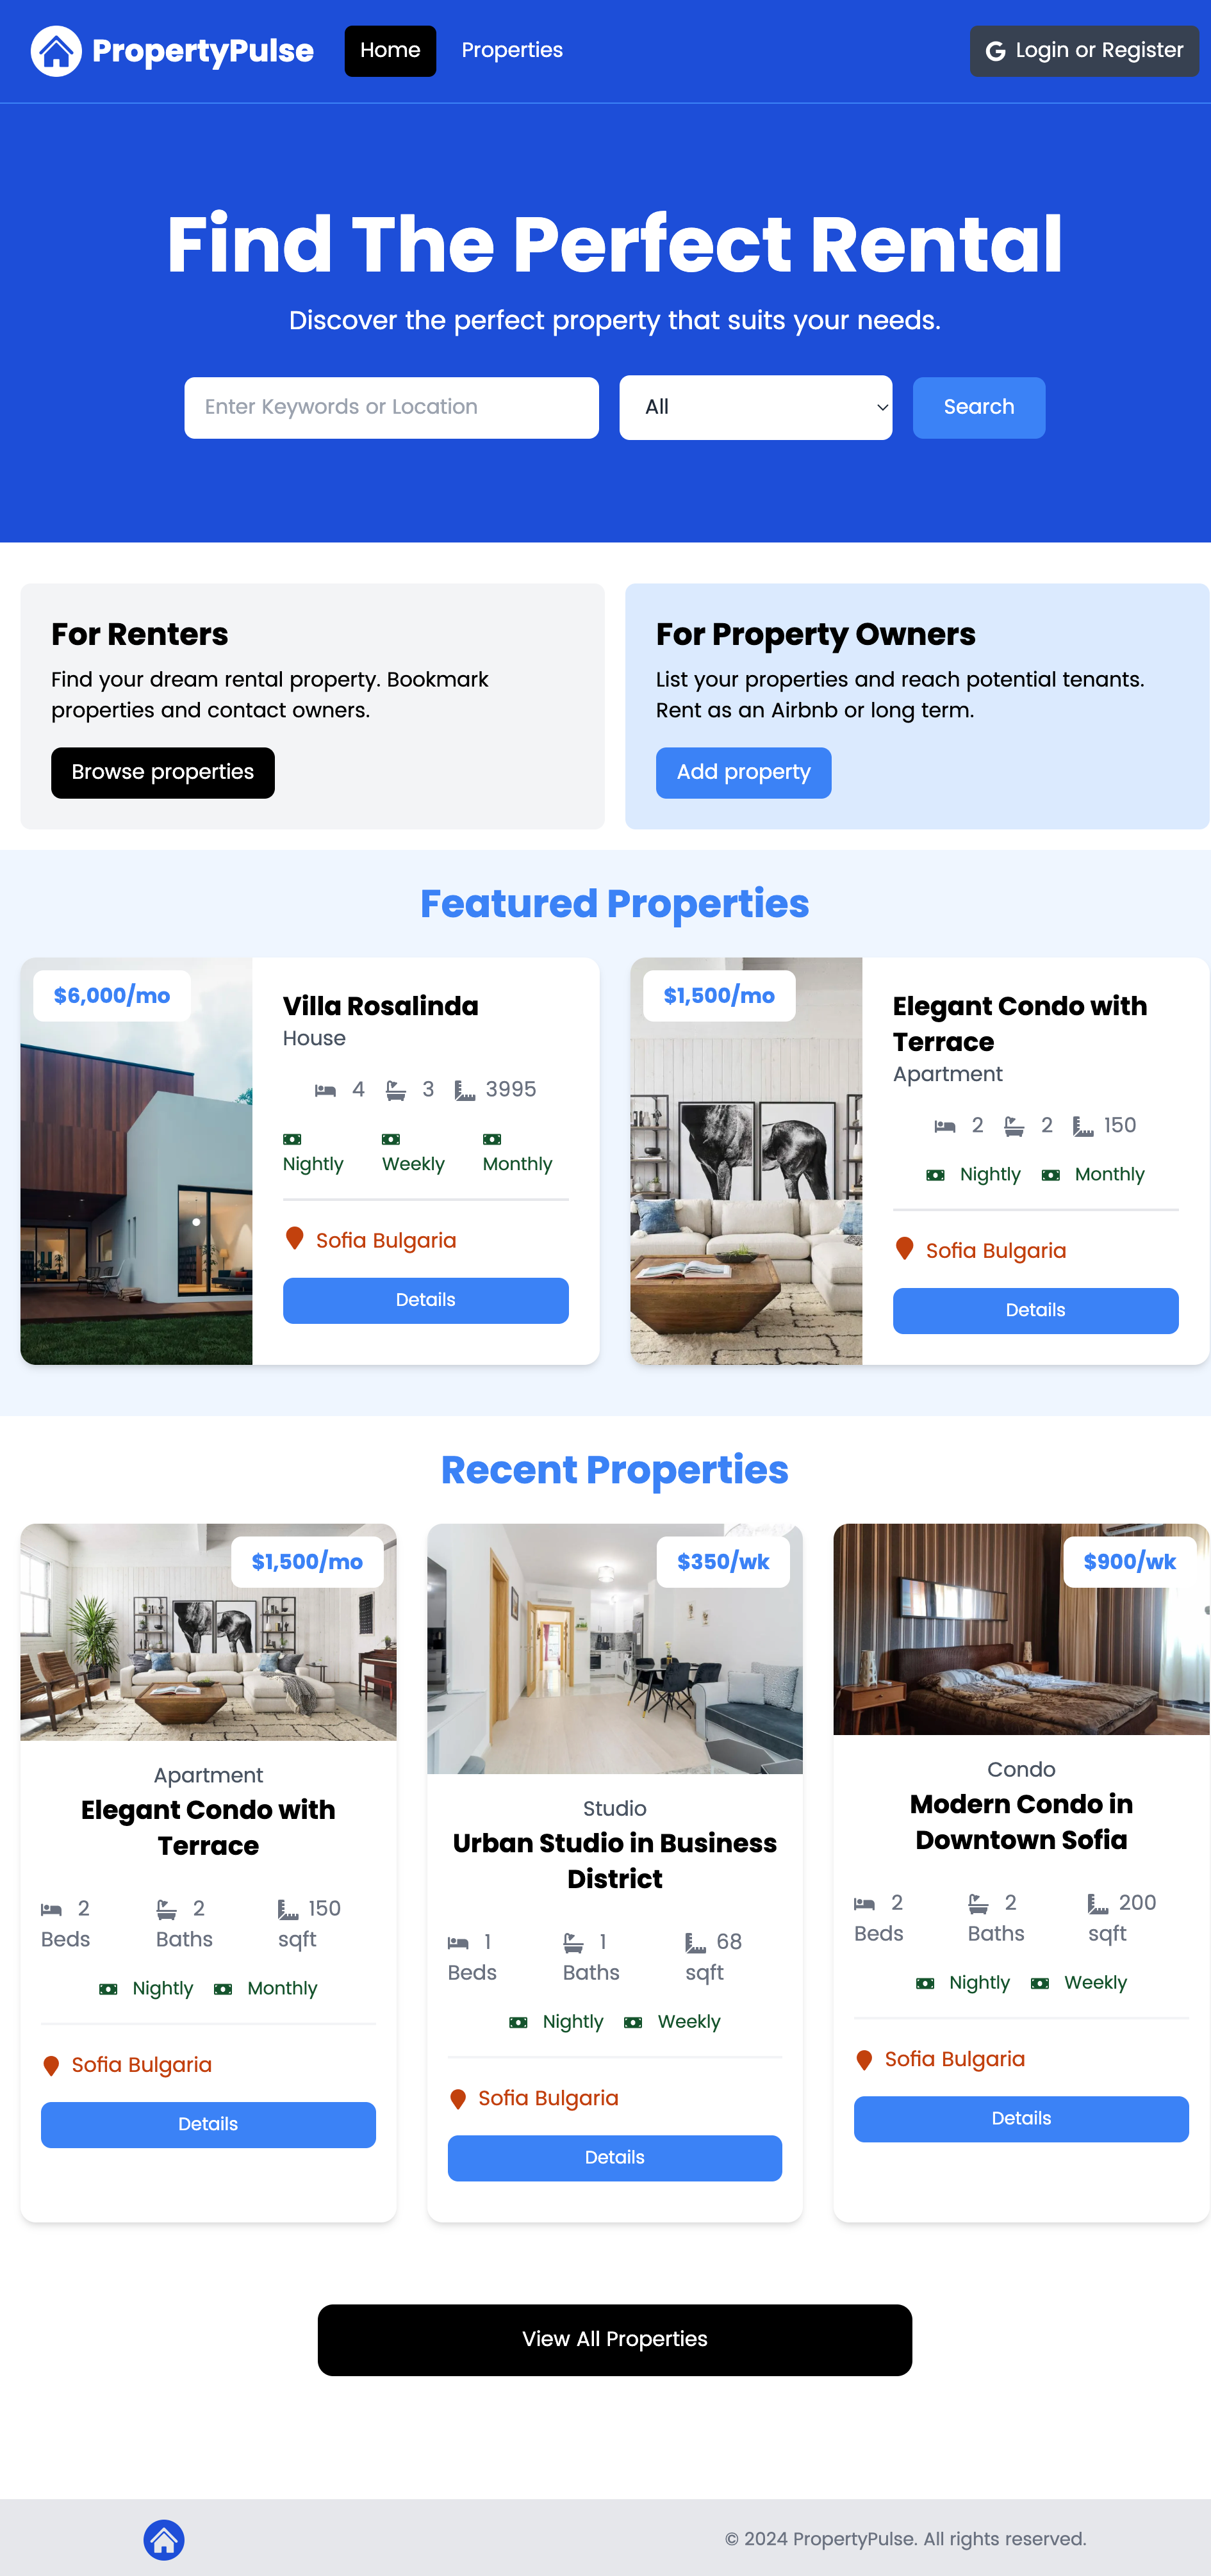 PropertyPulse
Home
Properties
Login or Register
Find The Perfect Rental
Discover the perfect property that suits your needs.
Enter Keywords or Location
All
Search
For Renters
Find your dream rental property. Bookmark
properties and contact owners.
Browse properties
For Property Owners
List your properties and reach potential tenants.
Rent as an Airbnb or long term.
Add property
Featured Properties
$6,000/mo
Villa Rosalinda
House
4 3 3995
Nightly Weekly Monthly
Sofia Bulgaria
Details
$1,500/mo
Elegant Condo with
Terrace
Apartment
2 2 150
Nightly Monthly
Sofia Bulgaria
Details
Recent Properties
$1,500/mo
Apartment
Elegant Condo with
Terrace
2 2 150
Beds Baths sqft
Nightly Monthly
Sofia Bulgaria
Details
$350/wk
Studio
Urban Studio in Business
District
1 1 68
Beds Baths sqft
Nightly Weekly
Sofia Bulgaria
Details
$900/wk
Condo
Modern Condo in
Downtown Sofia
2 2 200
Beds Baths sqft
Nightly Weekly
Sofia Bulgaria
Details
View All Properties
© 2024 PropertyPulse. All rights reserved.